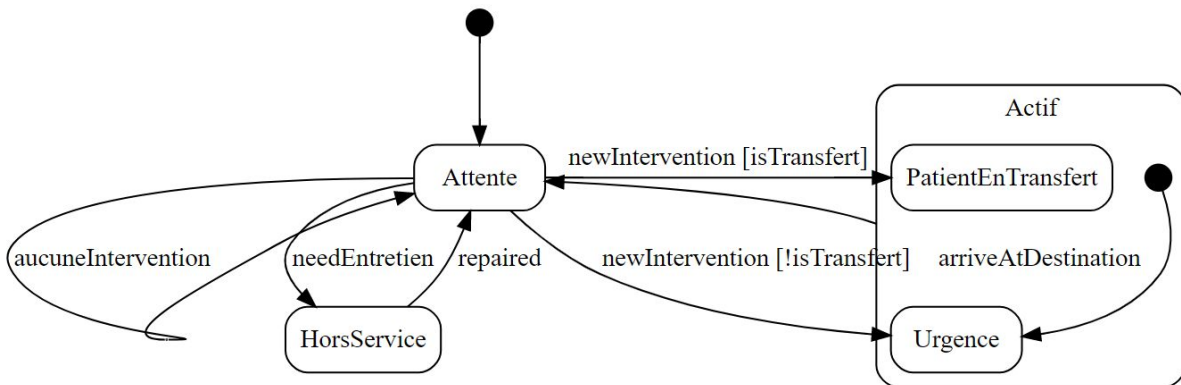 Actif
newIntervention [isTransfert]
Attente
PatientEnTransfert
aucuneIntervention
needEntretien
repaired
newIntervention [!isTransfert]
arriveAtDestination
HorsService
Urgence